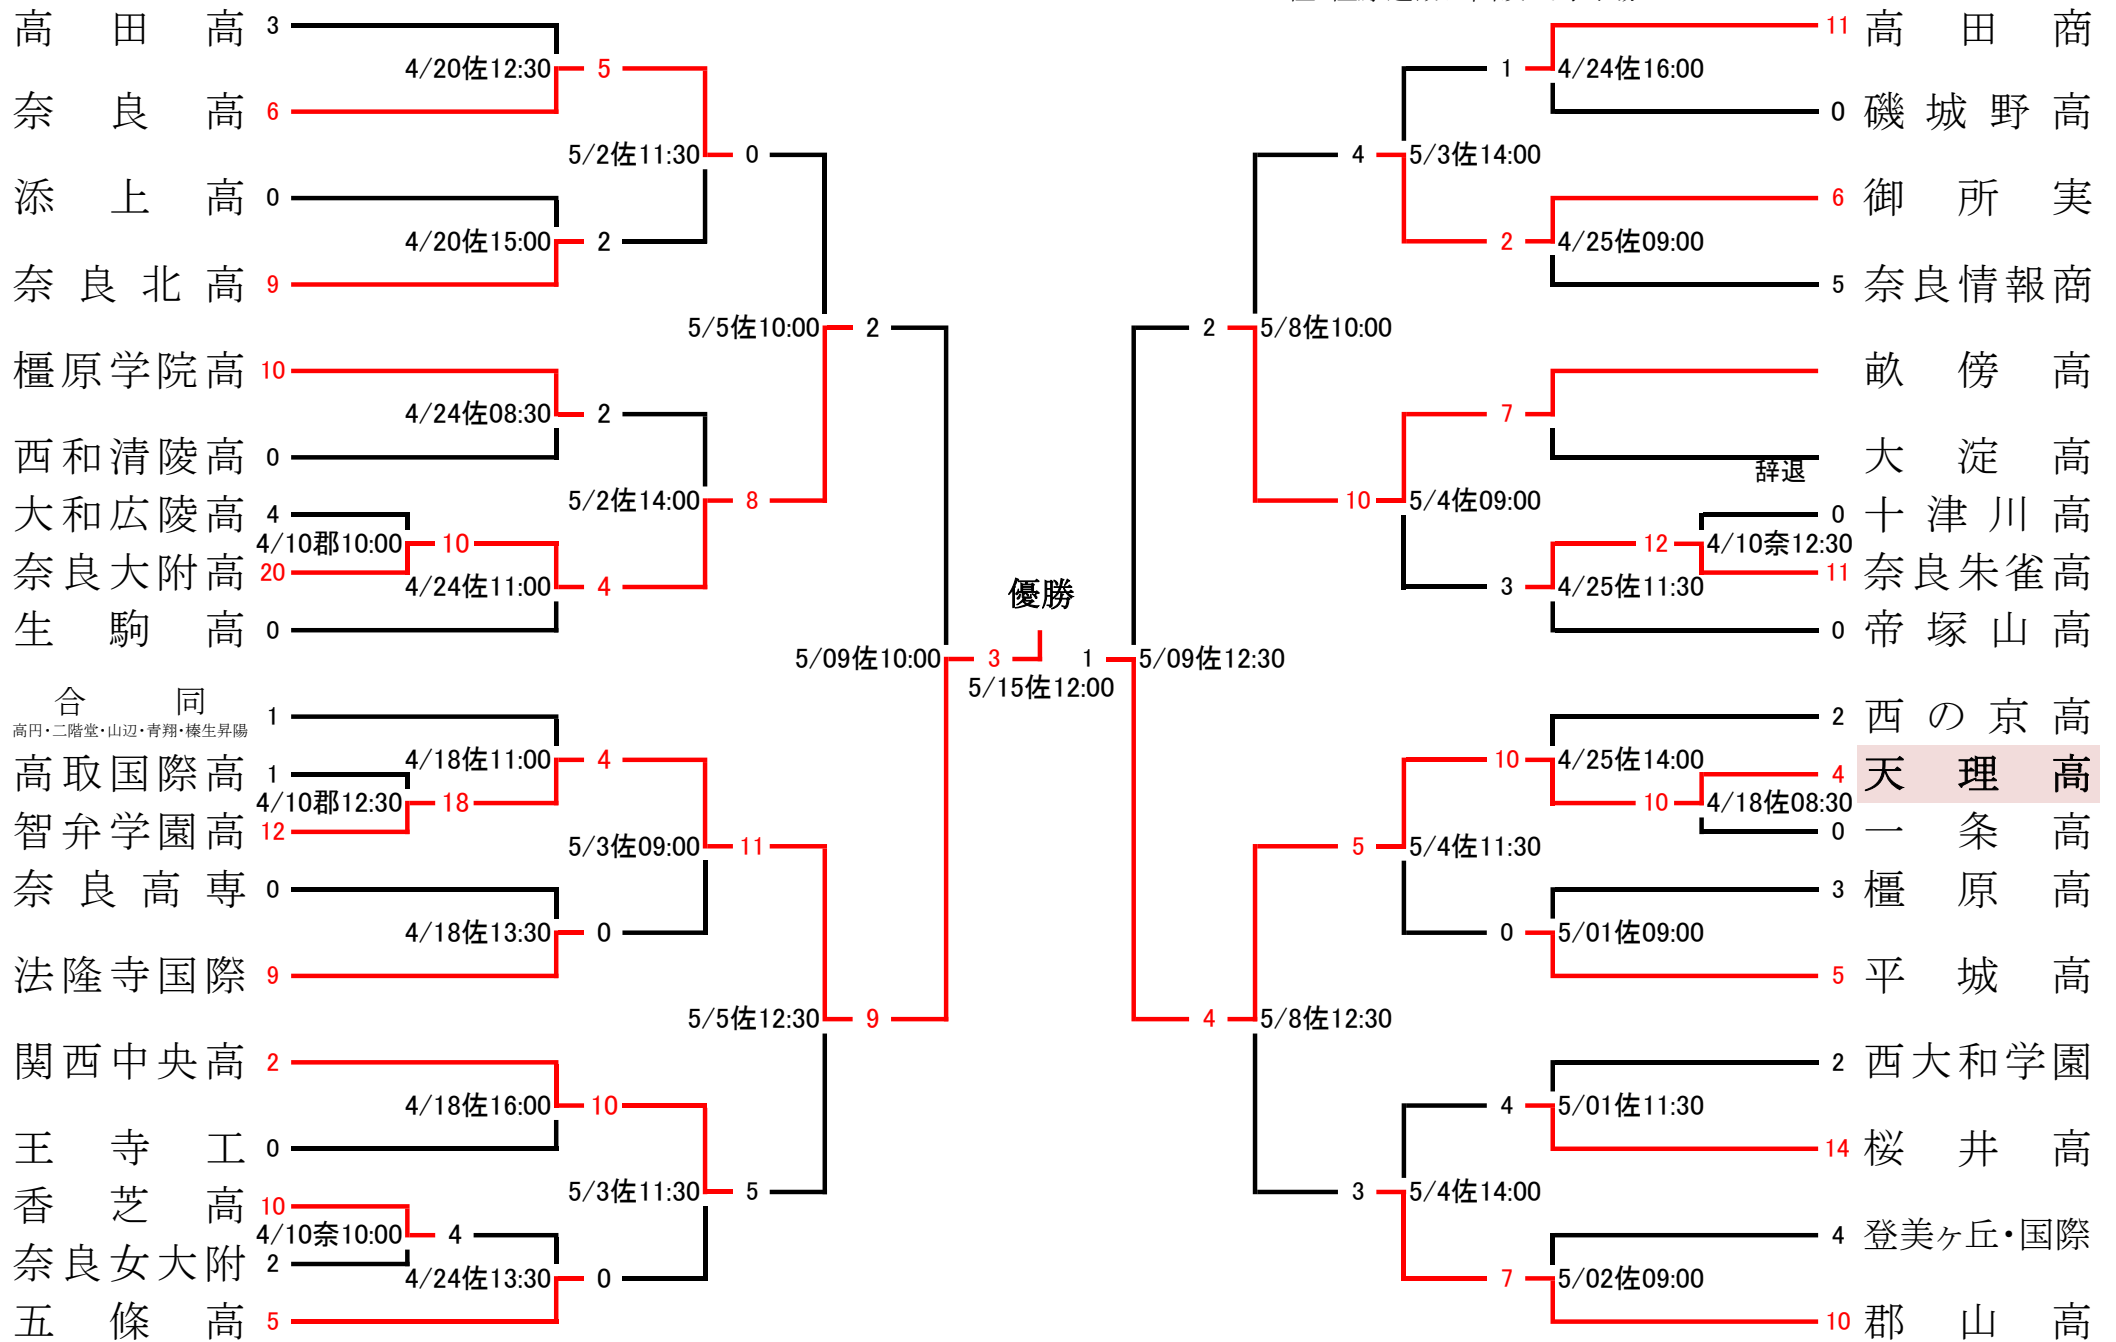 高田高 3
4/20佐12:30 5
奈良高 6
5/2佐11:30 0
添上高 0
4/20佐15:00 2
奈良北高 9
5/5佐10:00 2
橿原学院高 10
4/24佐08:30 2
西和清陵高 0
5/2佐14:00 8
大和広陵高 4
4/10郡10:00 10
奈良大附高 20
4/24佐11:00 4
生駒高 0
5/09佐10:00 3
合同 1
高円・二階堂・山辺・青翔・榛生昇陽
4/18佐11:00 4
高取国際高 1
4/10郡12:30 18
智弁学園高 12
5/3佐09:00 11
奈良高専 0
4/18佐13:30 0
法隆寺国際 9
5/5佐12:30 9
関西中央高 2
4/18佐16:00 10
王寺工 0
5/3佐11:30 5
香芝高 10
4/10奈10:00 4
奈良女大附 2
4/24佐13:30 0
五條高 5
優勝
5/15佐12:00
11 高田商
1 4/24佐16:00
0 磯城野高
4 5/3佐14:00
6 御所実
2 4/25佐09:00
5 奈良情報商
2 5/8佐10:00
畝傍高
7
大淀高
辞退
10 5/4佐09:00
0 十津川高
12 4/10奈12:30
11 奈良朱雀高
3 4/25佐11:30
0 帝塚山高
1 5/09佐12:30
2 西の京高
10 4/25佐14:00
4 天理高
10 4/18佐08:30
0 一条高
5 5/4佐11:30
3 橿原高
0 5/01佐09:00
5 平城高
4 5/8佐12:30
2 西大和学園
4 5/01佐11:30
14 桜井高
3 5/4佐14:00
4 登美ヶ丘・国際
7 5/02佐09:00
10 郡山高